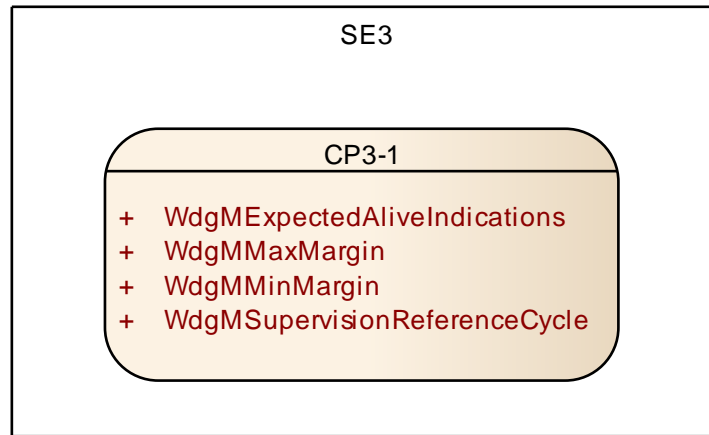 SE3
CP3-1
+ WdgMExpectedAliveIndications
+ WdgMMaxMargin
+ WdgMMinMargin
+ WdgMSupervisionReferenceCycle